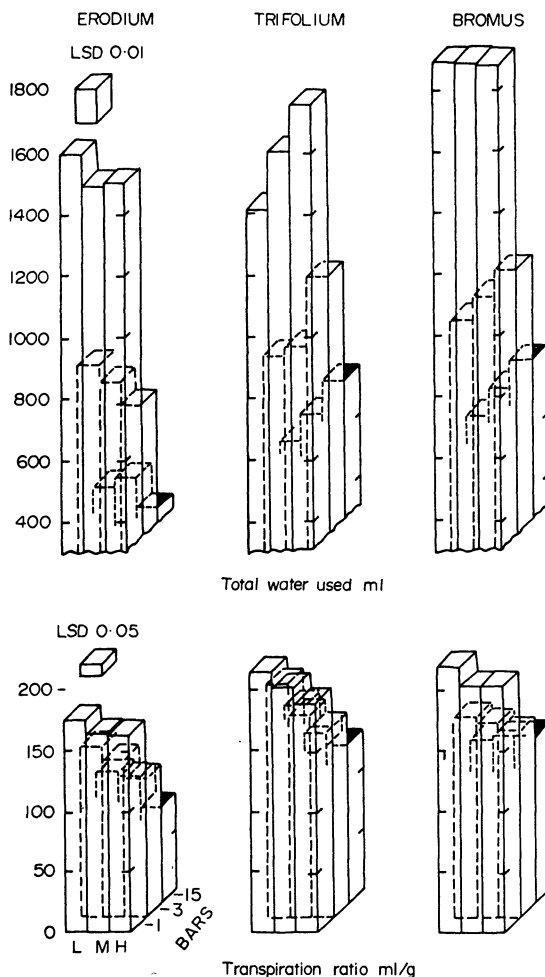 ERODIUM TRIFOLIUM BROMUS
LSD 0·01
1800
1600
1400
1200
1000
800
600
400
Total water used ml
LSD 0·05
200
150
100
50
0
L M H
-1 -3 -15
BARS
Transpiration ratio ml/g